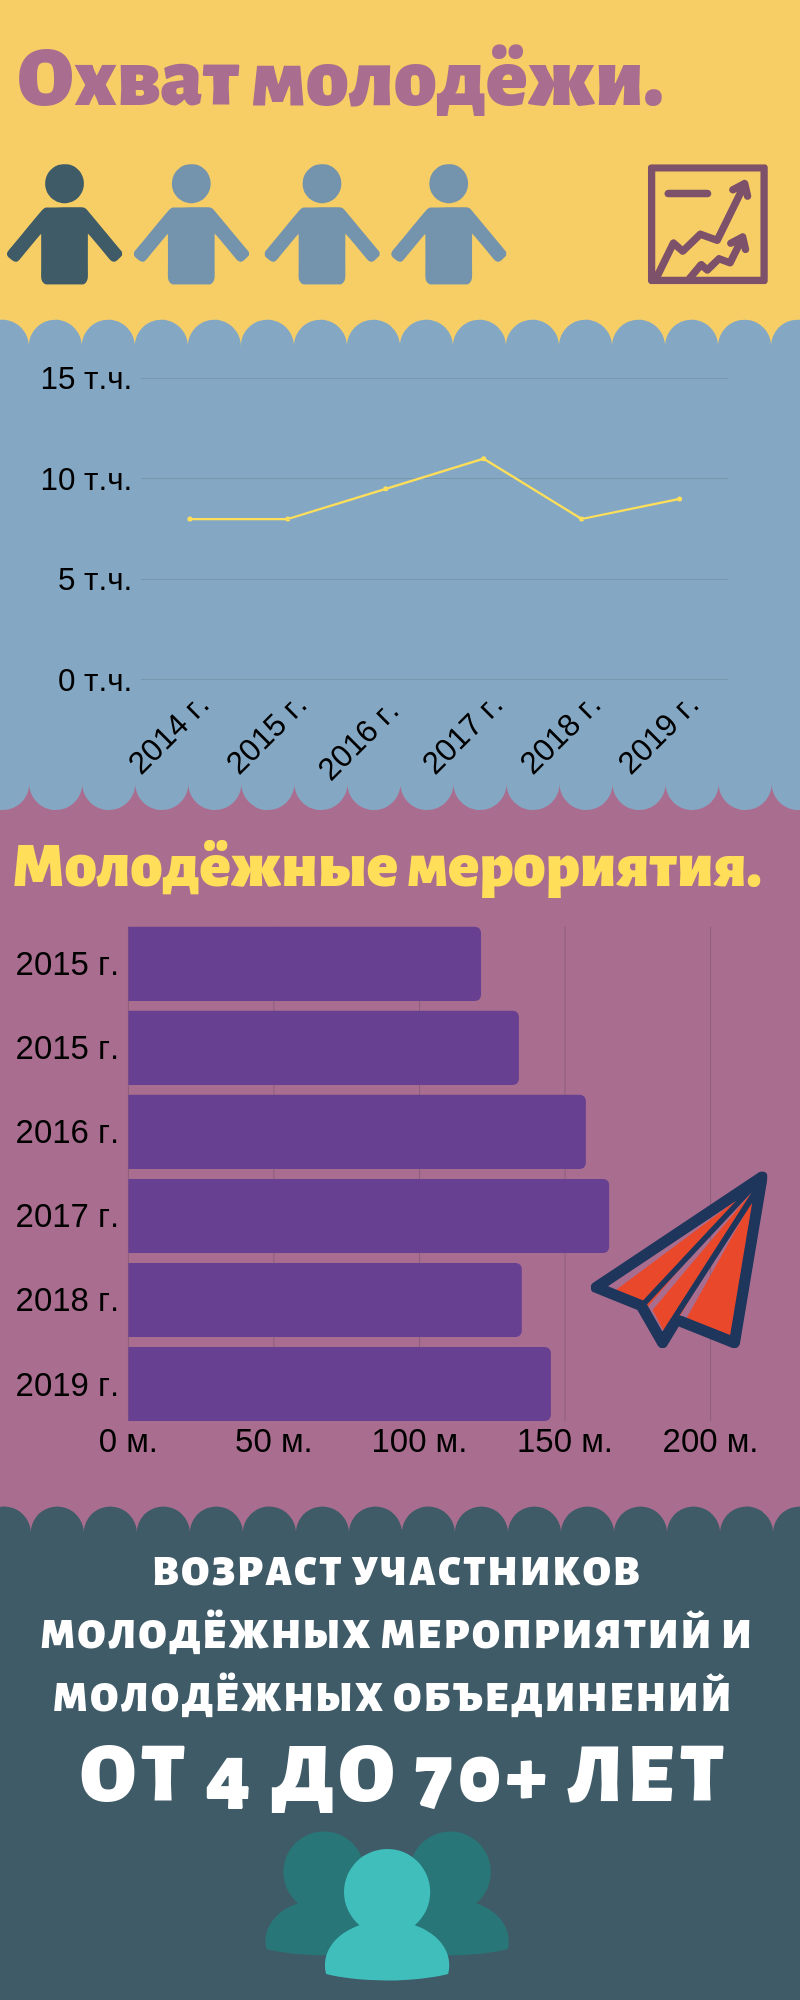 Охват молодёжи.
15 т.ч.
10 т.ч.
5 т.ч.
0 т.ч.
2014 г.
2015 г.
2016 г.
2017 г.
2018 г.
2019 г.
Молодёжные мерориятия.
2015 г.
2015 г.
2016 г.
2017 г.
2018 г.
2019 г.
0 м.
50 м.
100 м.
150 м.
200 м.
ВОЗРАСТ УЧАСТНИКОВ
МОЛОДЁЖНЫХ МЕРОПРИЯТИЙ И
МОЛОДЁЖНЫХ ОБЪЕДИНЕНИЙ
ОТ 4 ДО 70+ ЛЕТ